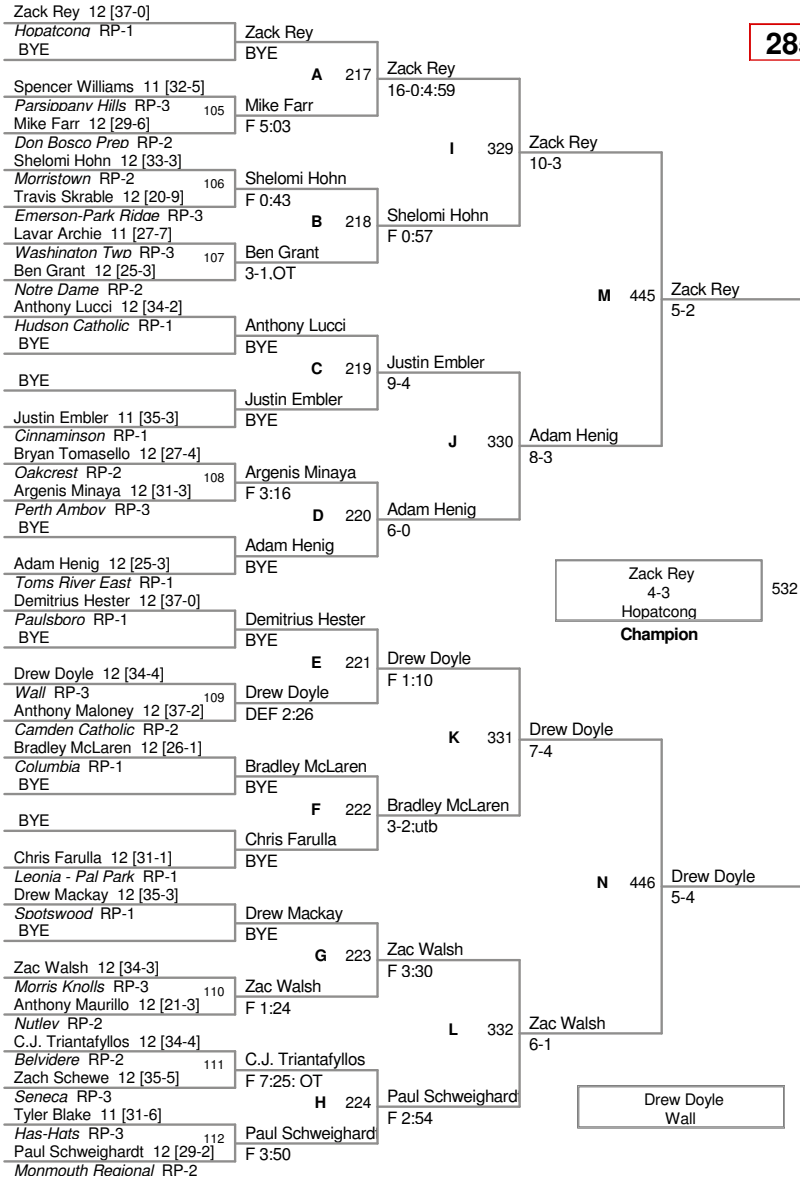 Zack Rey 12 [37-0]
Hopatcong RP-1
BYE
Spencer Williams 11 [32-5]
Parsippany Hills RP-3
Mike Farr 12 [29-6]
Don Bosco Prep RP-2
Shelomi Hohn 12 [33-3]
Morristown RP-2
Travis Skrable 12 [20-9]
Emerson-Park Ridge RP-3
Lavar Archie 11 [27-7]
Washington Twp RP-3
Ben Grant 12 [25-3]
Notre Dame RP-2
Anthony Lucci 12 [34-2]
Hudson Catholic RP-1
BYE
BYE
Justin Embler 11 [35-3]
Cinnaminson RP-1
Bryan Tomasello 12 [27-4]
Oakcrest RP-2
Argenis Minaya 12 [31-3]
Perth Amboy RP-3
BYE
Adam Henig 12 [25-3]
Toms River East RP-1
Demitrius Hester 12 [37-0]
Paulsboro RP-1
BYE
Drew Doyle 12 [34-4]
Wall RP-3
Anthony Maloney 12 [37-2]
Camden Catholic RP-2
Bradley McLaren 12 [26-1]
Columbia RP-1
BYE
BYE
Chris Farulla 12 [31-1]
Leonia - Pal Park RP-1
Drew Mackay 12 [35-3]
Spotswood RP-1
BYE
Zac Walsh 12 [34-3]
Morris Knolls RP-3
Anthony Maurillo 12 [21-3]
Nutley RP-2
C.J. Triantafyllos 12 [34-4]
Belvidere RP-2
Zach Schewe 12 [35-5]
Seneca RP-3
Tyler Blake 11 [31-6]
Has-Hats RP-3
Paul Schweighardt 12 [29-2]
Monmouth Regional RP-2
105
106
107
108
109
110
111
112
Zack Rey
BYE
A 217
Mike Farr
F 5:03
Shelomi Hohn
F 0:43
B 218
Ben Grant
3-1,OT
Anthony Lucci
BYE
C 219
Justin Embler
BYE
Argenis Minaya
F 3:16
D 220
Adam Henig
BYE
Demitrius Hester
BYE
E 221
Drew Doyle
DEF 2:26
Bradley McLaren
BYE
F 222
Chris Farulla
BYE
Drew Mackay
BYE
G 223
Zac Walsh
F 1:24
C.J. Triantafyllos
F 7:25: OT
H 224
Paul Schweighardt
F 3:50
Zack Rey
16-0:4:59
I 329
Shelomi Hohn
F 0:57
Justin Embler
9-4
J 330
Adam Henig
6-0
Drew Doyle
F 1:10
K 331
Bradley McLaren
3-2:utb
Zac Walsh
F 3:30
L 332
Paul Schweighardt
F 2:54
Zack Rey
10-3
M 445
Adam Henig
8-3
Drew Doyle
7-4
N 446
Zac Walsh
6-1
Zack Rey
5-2
Drew Doyle
5-4
Zack Rey
4-3
Hopatcong
532
Champion
Drew Doyle
Wall